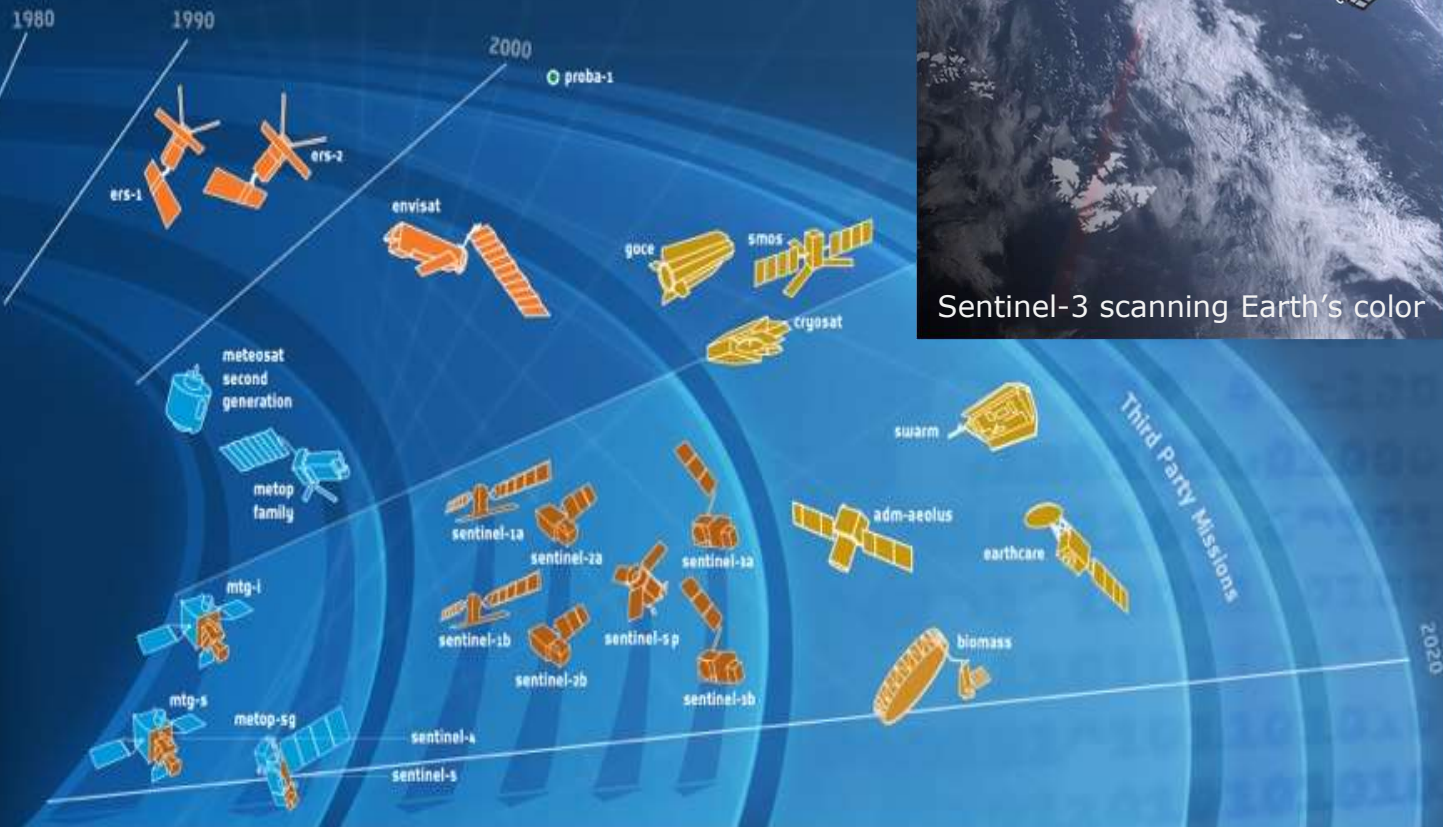 1980
1990
2000
proba-1
ers-1
ers-2
envisat
goce
smos
cryosat
Sentinel-3 scanning Earth's color
meteosat
second
generation
metop
family
swarm
Third Party Missions
sentinel-1a
sentinel-2a
sentinel-3a
adm-aeolus
earthcare
mtg-i
sentinel-1b
sentinel-2b
sentinel-5p
sentinel-3b
biomass
2020
mtg-s
metop-sg
sentinel-4
sentinel-5